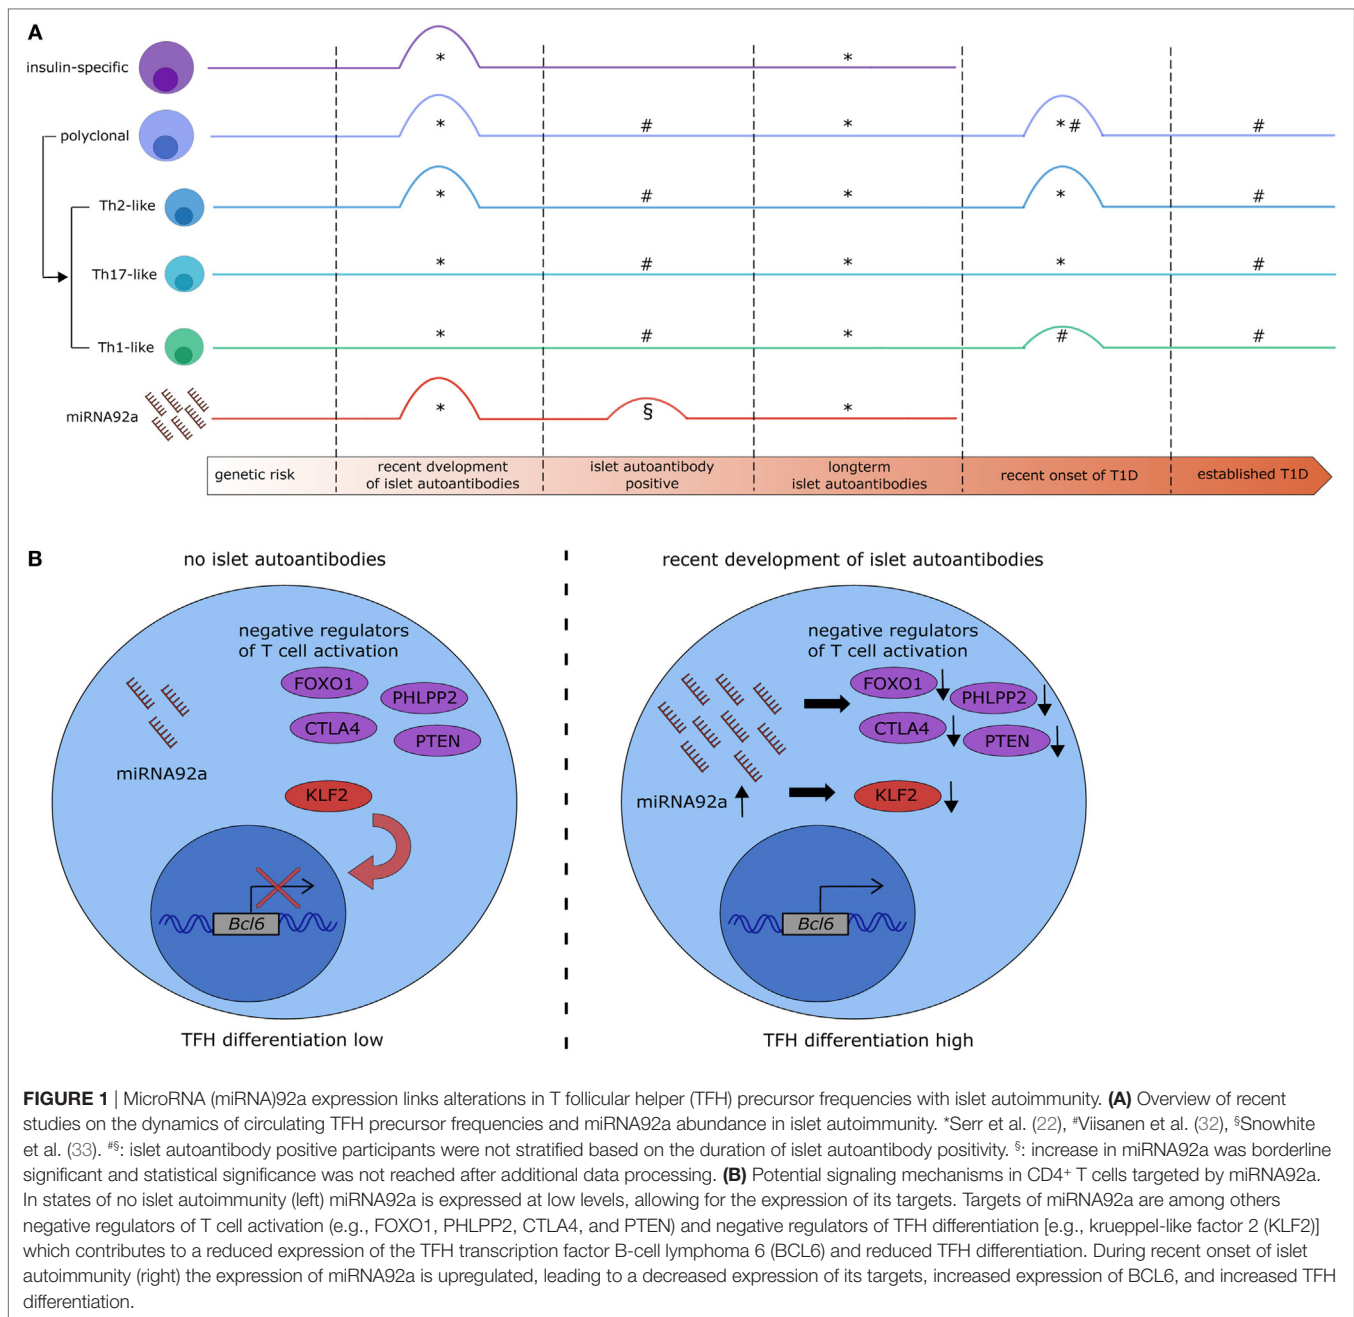 A
insulin-specific * *
polyclonal * # * *# #
Th2-like * # * * #
Th17-like * # * * #
Th1-like * # * # #
miRNA92a * § *
genetic risk
recent dvelopment
of islet autoantibodies
islet autoantibody
positive
longterm
islet autoantibodies
recent onset of T1D
established T1D
B
no islet autoantibodies
negative regulators
of T cell activation
FOXO1
PHLPP2
CTLA4
PTEN
miRNA92a
KLF2
Bcl6
TFH differentiation low
recent development of islet autoantibodies
negative regulators
of T cell activation
FOXO1
PHLPP2
CTLA4
PTEN
miRNA92a
KLF2
Bcl6
TFH differentiation high
FIGURE 1 | MicroRNA (miRNA)92a expression links alterations in T follicular helper (TFH) precursor frequencies with islet autoimmunity. (A) Overview of recent
studies on the dynamics of circulating TFH precursor frequencies and miRNA92a abundance in islet autoimmunity. *Serr et al. (22), #Viisanen et al. (32), §Snowhite
et al. (33). #§: islet autoantibody positive participants were not stratified based on the duration of islet autoantibody positivity. §: increase in miRNA92a was borderline
significant and statistical significance was not reached after additional data processing. (B) Potential signaling mechanisms in CD4+ T cells targeted by miRNA92a.
In states of no islet autoimmunity (left) miRNA92a is expressed at low levels, allowing for the expression of its targets. Targets of miRNA92a are among others
negative regulators of T cell activation (e.g., FOXO1, PHLPP2, CTLA4, and PTEN) and negative regulators of TFH differentiation [e.g., krueppel-like factor 2 (KLF2)]
which contributes to a reduced expression of the TFH transcription factor B-cell lymphoma 6 (BCL6) and reduced TFH differentiation. During recent onset of islet
autoimmunity (right) the expression of miRNA92a is upregulated, leading to a decreased expression of its targets, increased expression of BCL6, and increased TFH
differentiation.